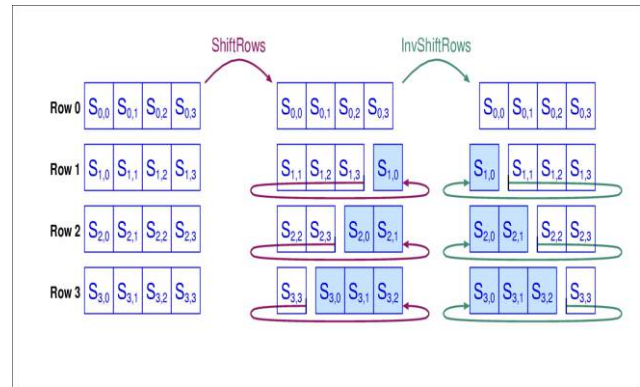 ShiftRows InvShiftRows
Row 0 S0,0 S0,1 S0,2 S0,3 S0,0 S0,1 S0,2 S0,3 S0,0 S0,1 S0,2 S0,3
Row 1 S1,0 S1,1 S1,2 S1,3 S1,1 S1,2 S1,3 S1,0 S1,0 S1,1 S1,2 S1,3
Row 2 S2,0 S2,1 S2,2 S2,3 S2,2 S2,3 S2,0 S2,1 S2,0 S2,1 S2,2 S2,3
Row 3 S3,0 S3,1 S3,2 S3,3 S3,3 S3,0 S3,1 S3,2 S3,0 S3,1 S3,2 S3,3